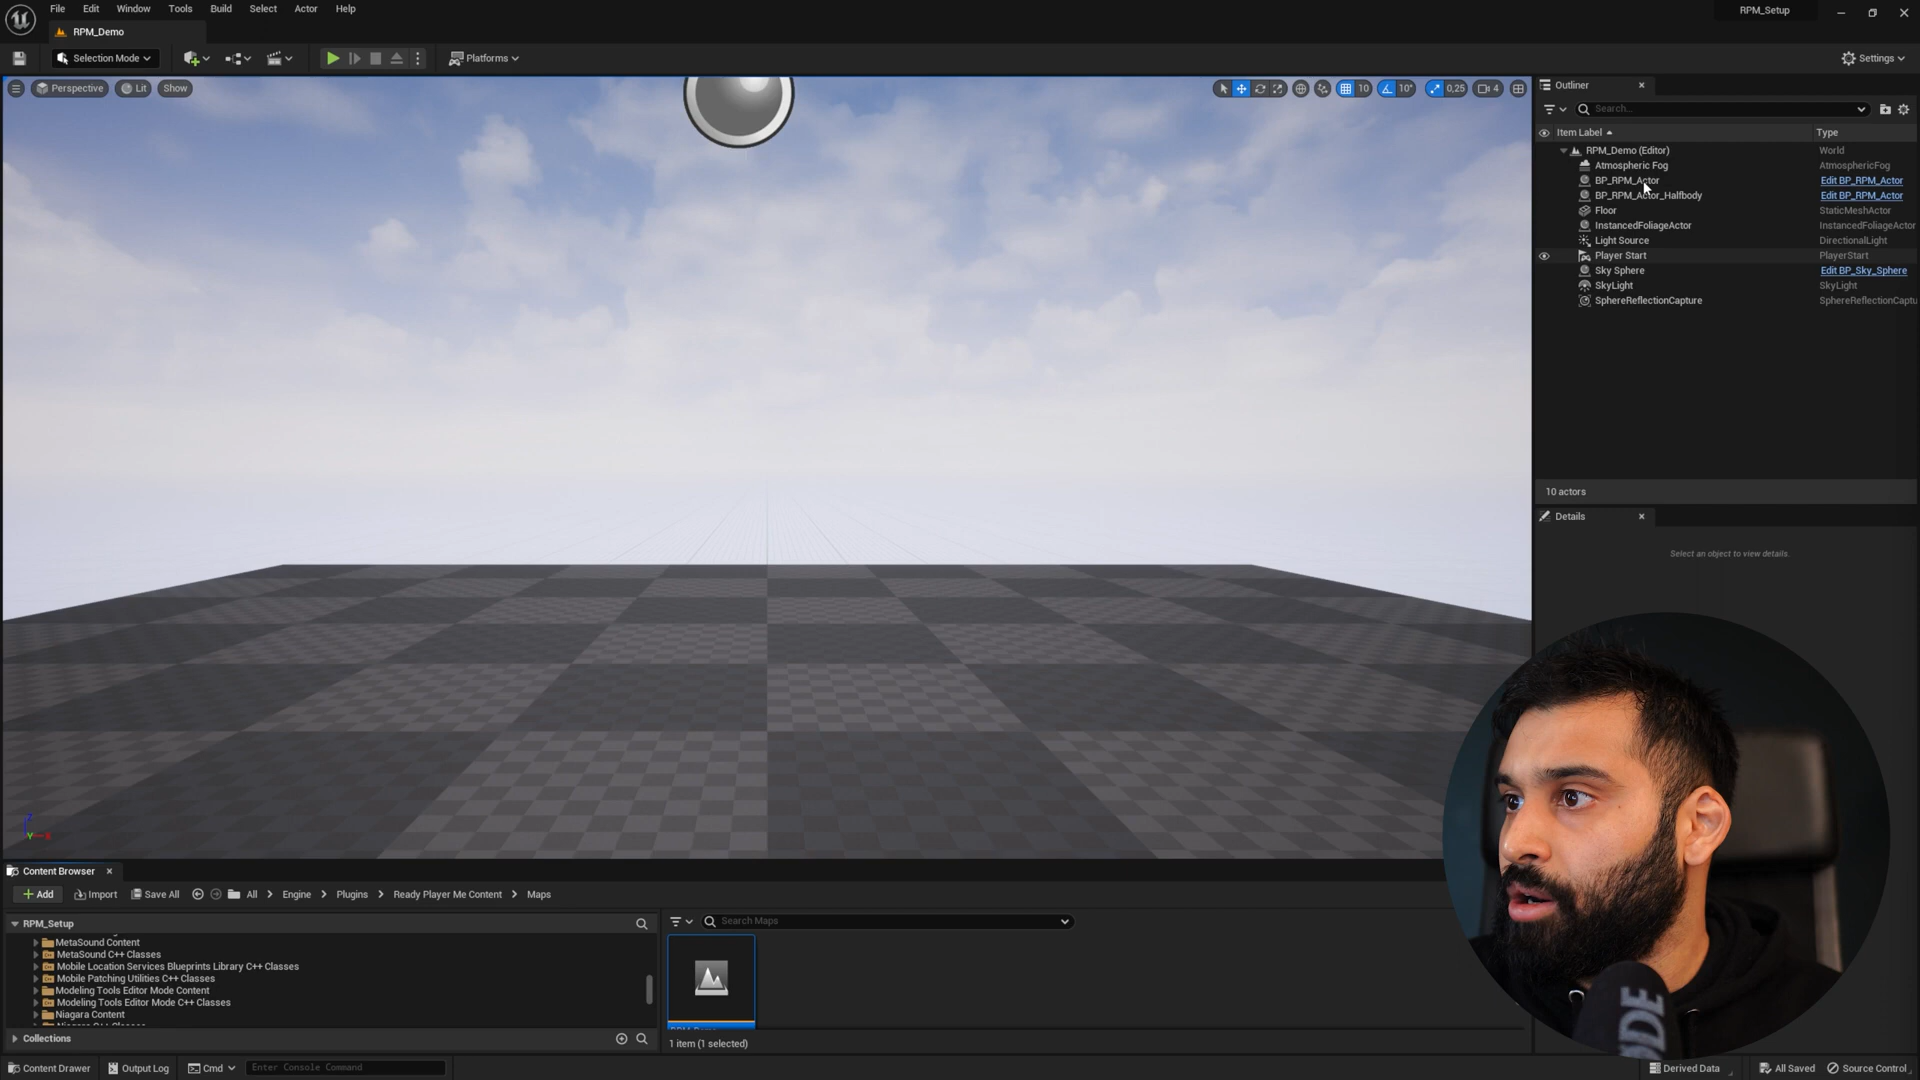 File Edit Window Tools Build Select Actor Help
RPM_Setup
RPM_Demo
Selection Mode
Platforms
Settings
Perspective
Lit
Show
10
10°
0,25
4
Outliner
Search...
Item Label Type
RPM_Demo (Editor) World
Atmospheric Fog AtmosphericFog
BP_RPM_Actor Edit BP_RPM_Actor
BP_RPM_Actor_Halfbody Edit BP_RPM_Actor
Floor StaticMeshActor
InstancedFoliageActor InstancedFoliageActor
Light Source DirectionalLight
Player Start PlayerStart
Sky Sphere Edit BP_Sky_Sphere
SkyLight SkyLight
SphereReflectionCapture SphereReflectionCaptu
10 actors
Details
Select an object to view details.
Z
Y X
Content Browser
Add Import Save All All Engine Plugins Ready Player Me Content Maps
RPM_Setup
Search Maps
MetaSound Content
MetaSound C++ Classes
Mobile Location Services Blueprints Library C++ Classes
Mobile Patching Utilities C++ Classes
Modeling Tools Editor Mode Content
Modeling Tools Editor Mode C++ Classes
Niagara Content
Collections
1 item (1 selected)
Content Drawer Output Log Cmd Enter Console Command Derived Data All Saved Source Control